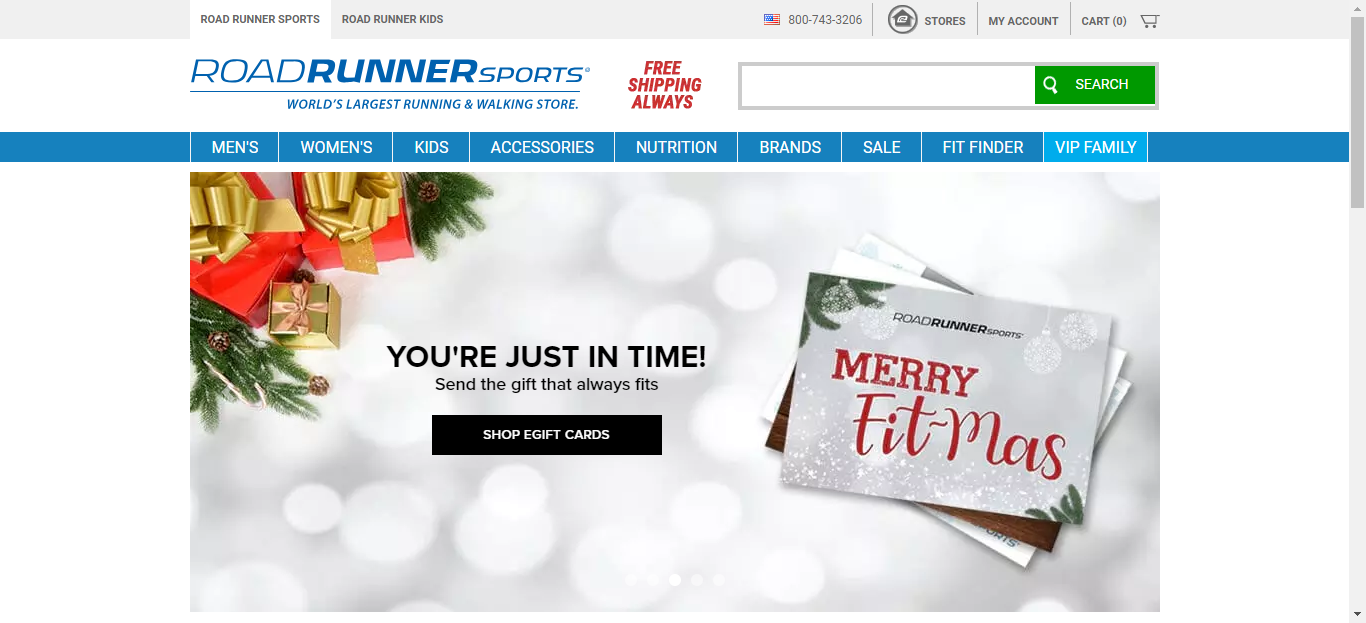 ROAD RUNNER SPORTS
ROAD RUNNER KIDS
800-743-3206
STORES
MY ACCOUNT
CART (0)
ROADRUNNERSPORTS®
WORLD'S LARGEST RUNNING & WALKING STORE.
FREE
SHIPPING
ALWAYS
SEARCH
MEN'S
WOMEN'S
KIDS
ACCESSORIES
NUTRITION
BRANDS
SALE
FIT FINDER
VIP FAMILY
YOU'RE JUST IN TIME!
Send the gift that always fits
SHOP EGIFT CARDS
ROADRUNNERSPORTS
MERRY
Fit-Mas